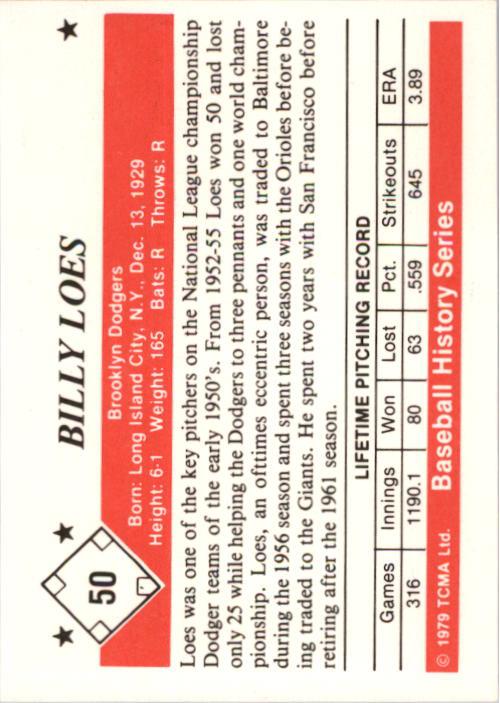 50
BILLY LOES
Brooklyn Dodgers
Born: Long Island City, N.Y., Dec. 13, 1929
Height: 6-1 Weight: 165 Bats: R Throws: R
Loes was one of the key pitchers on the National League championship
Dodger teams of the early 1950's. From 1952-55 Loes won 50 and lost
only 25 while helping the Dodgers to three pennants and one world cham-
pionship. Loes, an ofttimes eccentric person, was traded to Baltimore
during the 1956 season and spent three seasons with the Orioles before be-
ing traded to the Giants. He spent two years with San Francisco before
retiring after the 1961 season.
LIFETIME PITCHING RECORD
Games Innings Won Lost Pct. Strikeouts ERA
316 1190.1 80 63 .559 645 3.89
© 1979 TCMA Ltd. Baseball History Series